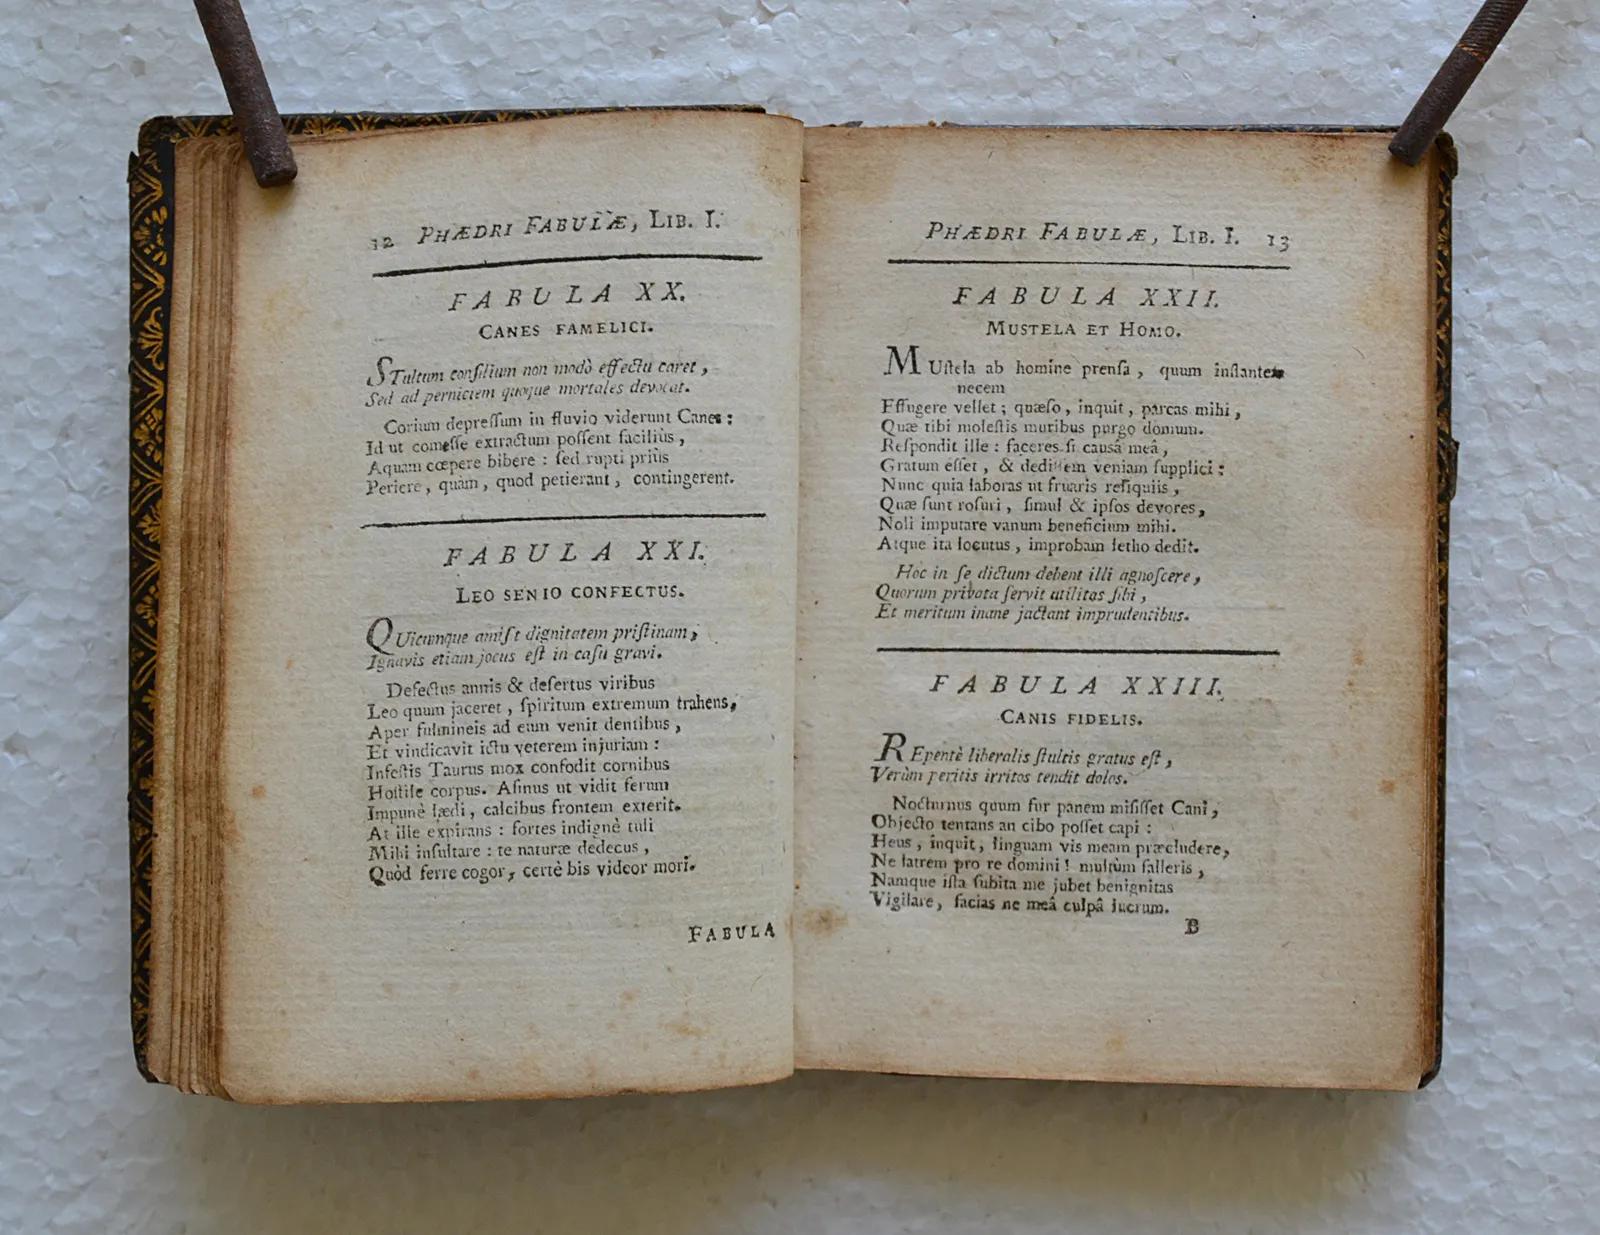 12 PHÆDRI FABULÆ, LIB. I.
FABULA XX.
CANES FAMELICI.
STultum conſilium non modò effectu caret,
Sed ad perniciem quoque mortales devocat.
Corium depreſſum in fluvio viderunt Canes:
Id ut comeſſe extractum poſſent faciliùs,
Aquam cœpere bibere: ſed rupti priùs
Periere, quàm, quod petierant, contingerent.
FABULA XXI.
LEO SENIO CONFECTUS.
QUicumque amiſit dignitatem priſtinam,
Ignavis etiam jocus eſt in caſu gravi.
Defectus annis & deſertus viribus
Leo quum jaceret, ſpiritum extremum trahens,
Aper fulmineis ad eum venit dentibus,
Et vindicavit ictu veterem injuriam:
Infeſtis Taurus mox confodit cornibus
Hoſtile corpus. Aſinus ut vidit ferum
Impunè lædi, calcibus frontem exterit.
At ille expirans: fortes indignè tuli
Mihi inſultare: te naturæ dedecus,
Quòd ferre cogor, certè bis videor mori.
FABULA
PHÆDRI FABULÆ, LIB. I. 13
FABULA XXII.
MUSTELA ET HOMO.
MUſtela ab homine prenſa, quum inſtantem
necem
Effugere vellet; quæſo, inquit, parcas mihi,
Quæ tibi moleſtis muribus purgo domum.
Reſpondit ille: faceres ſi cauſâ meâ,
Gratum eſſet, & dediſſem veniam ſupplici:
Nunc quia laboras ut fruaris reliquiis,
Quæ ſunt roſuri, ſimul & ipſos devores,
Noli imputare vanum beneficium mihi.
Atque ita locutus, improbam letho dedit.
Hoc in ſe dictum debent illi agnoſcere,
Quorum privata ſervit utilitas ſibi,
Et meritum inane jactant imprudentibus.
FABULA XXIII.
CANIS FIDELIS.
REpentè liberalis ſtultis gratus eſt,
Verùm peritis irritos tendit dolos.
Nocturnus quum fur panem miſiſſet Cani,
Objecto tentans an cibo poſſet capi:
Heus, inquit, linguam vis meam præcludere,
Ne latrem pro re domini! multùm falleris,
Namque iſta ſubita me jubet benignitas
Vigilare, facias ne meâ culpâ lucrum.
B